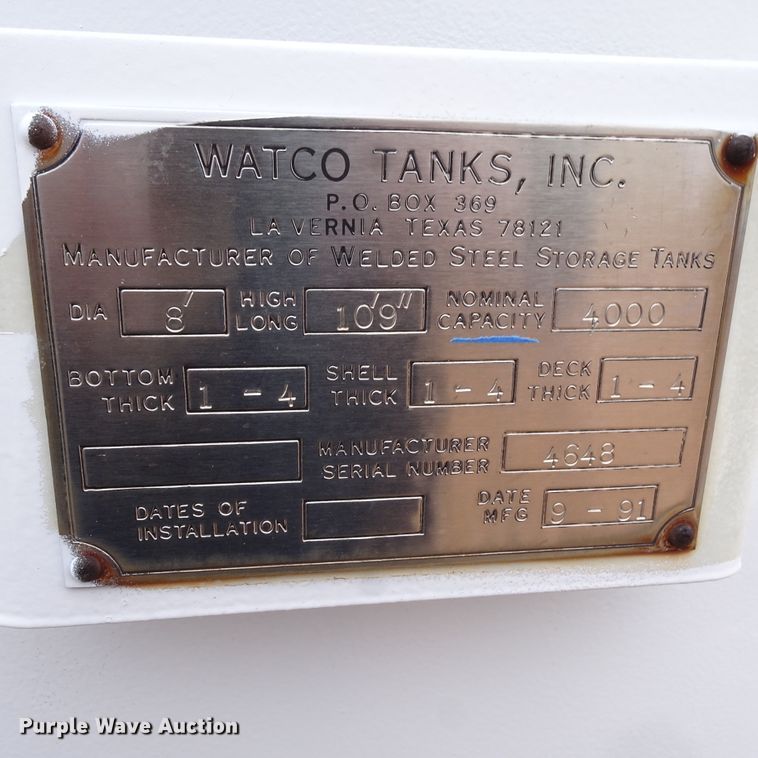 WATCO TANKS, INC.
P.O. BOX 369
LA VERNIA TEXAS 78121
MANUFACTURER OF WELDED STEEL STORAGE TANKS
DIA 8' HIGH LONG 10'9" NOMINAL CAPACITY 4000
BOTTOM THICK 1 - 4 SHELL THICK 1 - 4 DECK THICK 1 - 4
MANUFACTURER SERIAL NUMBER 4648
DATES OF INSTALLATION DATE MFG 9 - 91
Purple Wave Auction